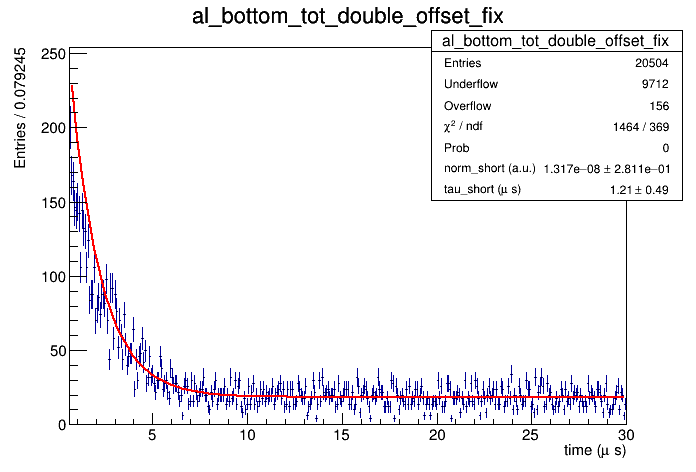 al_bottom_tot_double_offset_fix
al_bottom_tot_double_offset_fix
Entries 20504
Underflow 9712
Overflow 156
χ² / ndf 1464 / 369
Prob 0
norm_short (a.u.) 1.317e−08 ± 2.811e−01
tau_short (μ s) 1.21 ± 0.49
Entries / 0.079245
250
200
150
100
50
0
5 10 15 20 25 30
time (μ s)